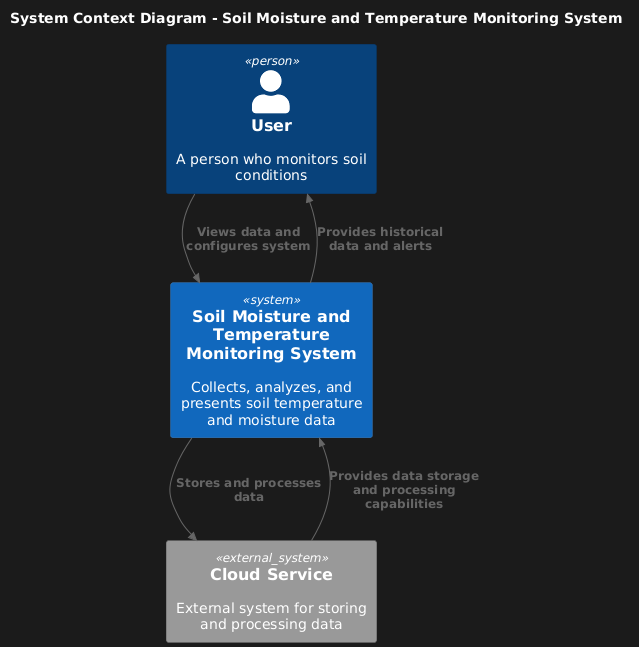 System Context Diagram - Soil Moisture and Temperature Monitoring System
«person»
User
A person who monitors soil
conditions
Views data and
configures system
Provides historical
data and alerts
«system»
Soil Moisture and
Temperature
Monitoring System
Collects, analyzes, and
presents soil temperature
and moisture data
Stores and processes
data
Provides data storage
and processing
capabilities
«external_system»
Cloud Service
External system for storing
and processing data